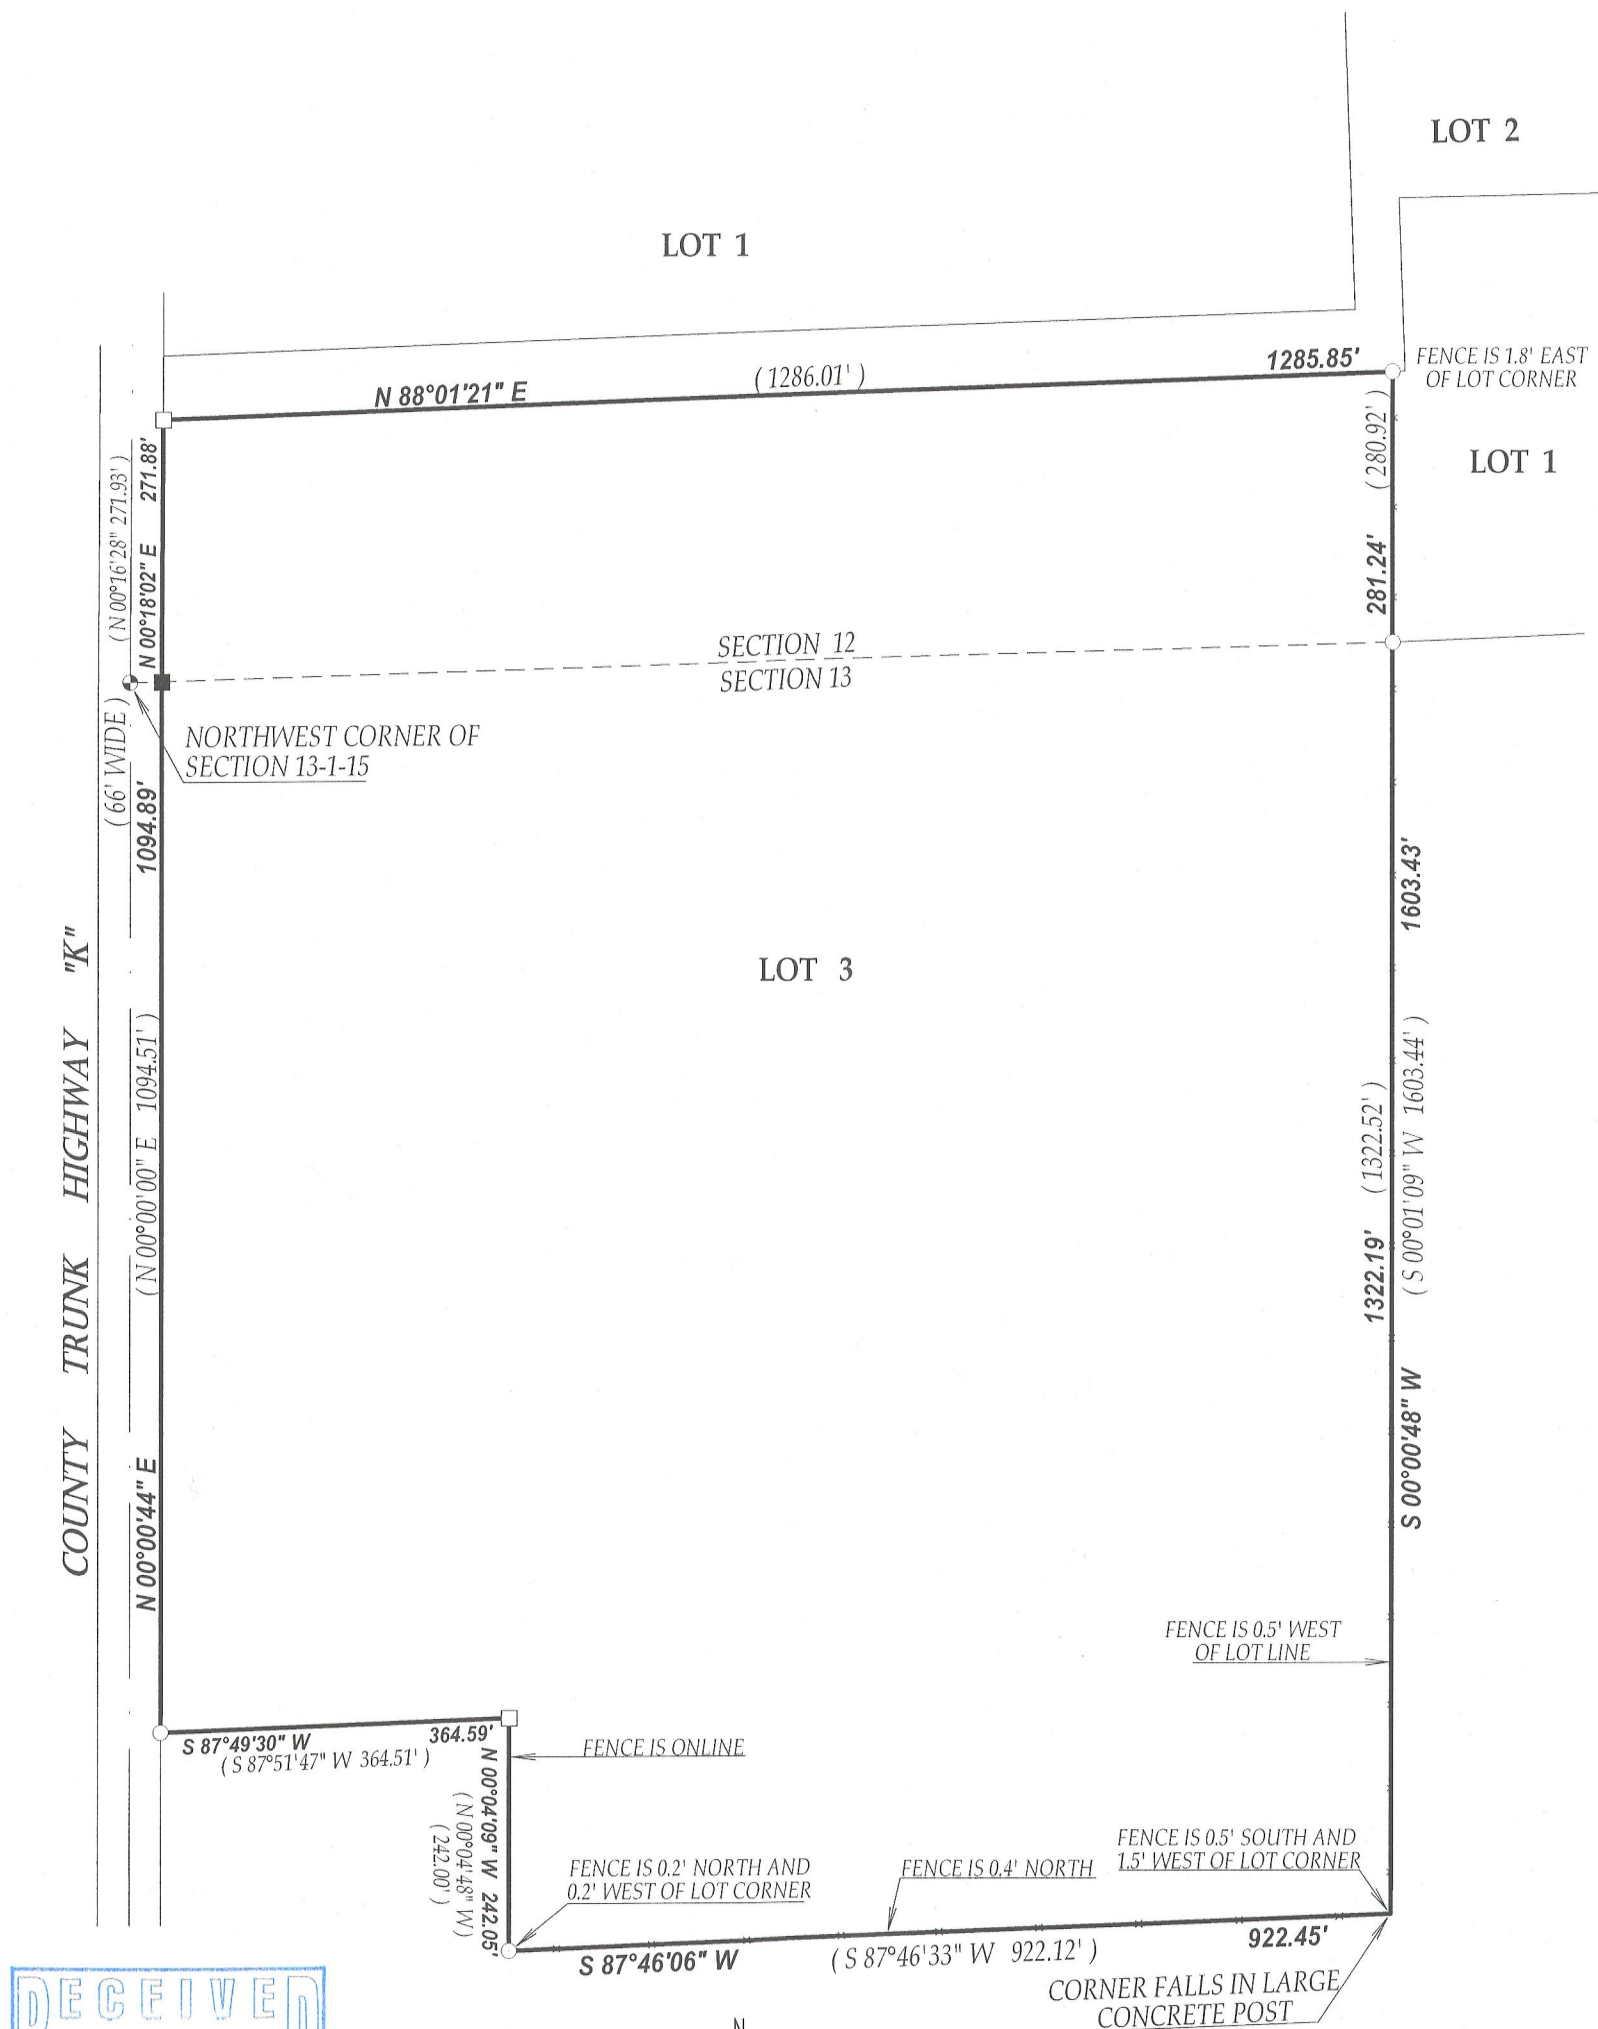 LOT 2
LOT 1
1285.85'
( 1286.01' )
N 88°01'21" E
FENCE IS 1.8' EAST
OF LOT CORNER
LOT 1
( 280.92' )
281.24'
271.88'
N 00°18'02" E
( N 00°16'28" 271.93' )
SECTION 12
SECTION 13
NORTHWEST CORNER OF
SECTION 13-1-15
( 66' WIDE )
1094.89'
( N 00°00'00" E 1094.51' )
N 00°00'44" E
COUNTY TRUNK HIGHWAY "K"
LOT 3
1603.43'
( S 00°01'09" W 1603.44' )
S 00°00'48" W
( 1322.52' )
1322.19'
FENCE IS 0.5' WEST
OF LOT LINE
S 87°49'30" W 364.59'
( S 87°51'47" W 364.51' )
FENCE IS ONLINE
N 00°04'09" W 242.05'
( N 00°04'48" W )
( 242.00' )
FENCE IS 0.2' NORTH AND
0.2' WEST OF LOT CORNER
FENCE IS 0.4' NORTH
FENCE IS 0.5' SOUTH AND
1.5' WEST OF LOT CORNER
S 87°46'06" W
( S 87°46'33" W 922.12' )
922.45'
CORNER FALLS IN LARGE
CONCRETE POST
RECEIVED
N